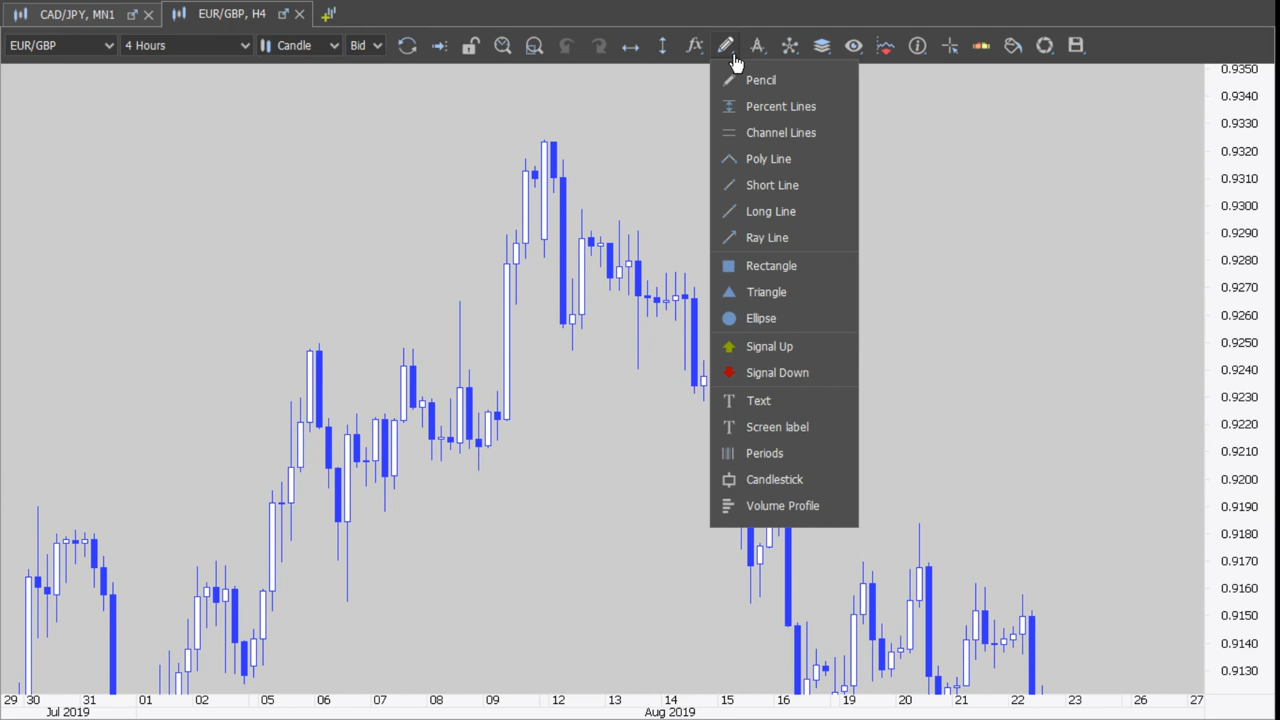 CAD/JPY, MN1
EUR/GBP, H4
EUR/GBP
4 Hours
Candle
Bid
fx
Pencil
Percent Lines
Channel Lines
Poly Line
Short Line
Long Line
Ray Line
Rectangle
Triangle
Ellipse
Signal Up
Signal Down
T Text
T Screen label
Periods
Candlestick
Volume Profile
0.9350
0.9340
0.9330
0.9320
0.9310
0.9300
0.9290
0.9280
0.9270
0.9260
0.9250
0.9240
0.9230
0.9220
0.9210
0.9200
0.9190
0.9180
0.9170
0.9160
0.9150
0.9140
0.9130
29 30 31 01 02 05 06 07 08 09 12 13 14 15 16 19 20 21 22 23 26 27
Jul 2019 Aug 2019